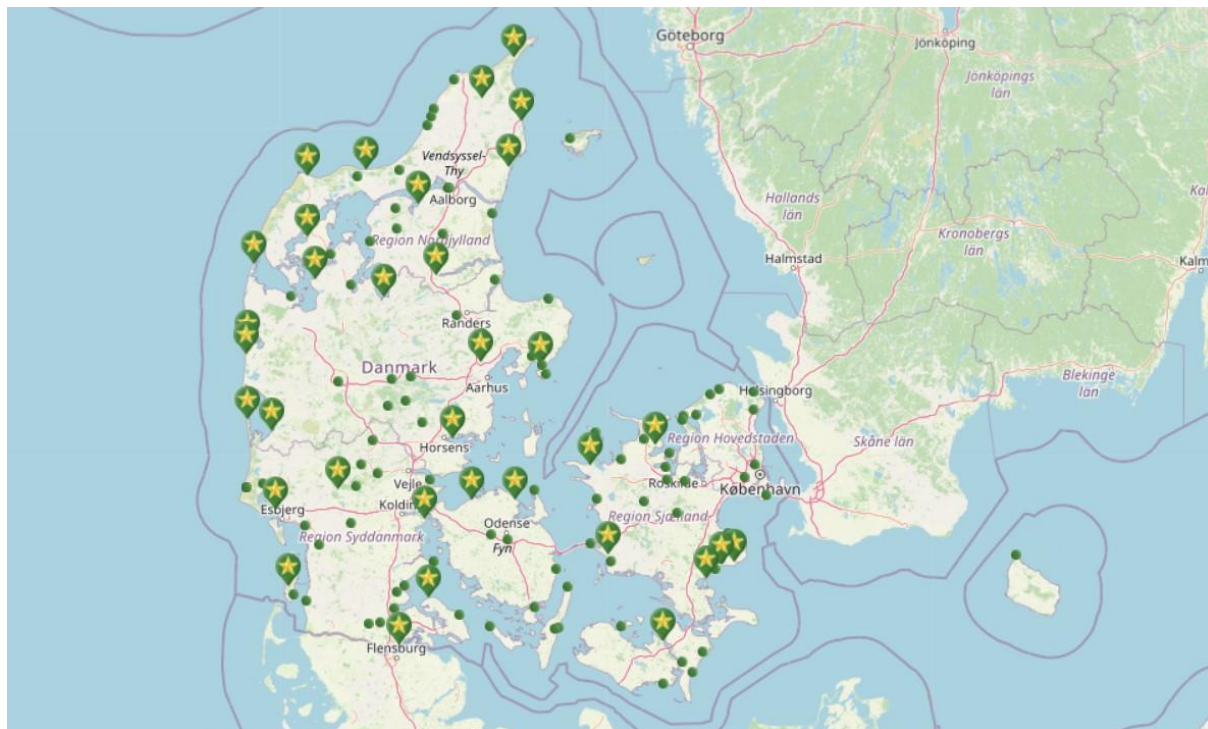 Göteborg
Jönköping
Jönköpings
län
Vendsyssel-
Thy
Aalborg
Hallands
län
Region Nordjylland
Kronobergs
län
Halmstad
Randers
Danmark
Aarhus
Blekinge
län
Helsingborg
Region Hovedstaden
Skåne län
Horsens
Vejle
Roskilde
København
Esbjerg
Kolding
Odense
Fyn
Region Sjælland
Region Syddanmark
Flensburg